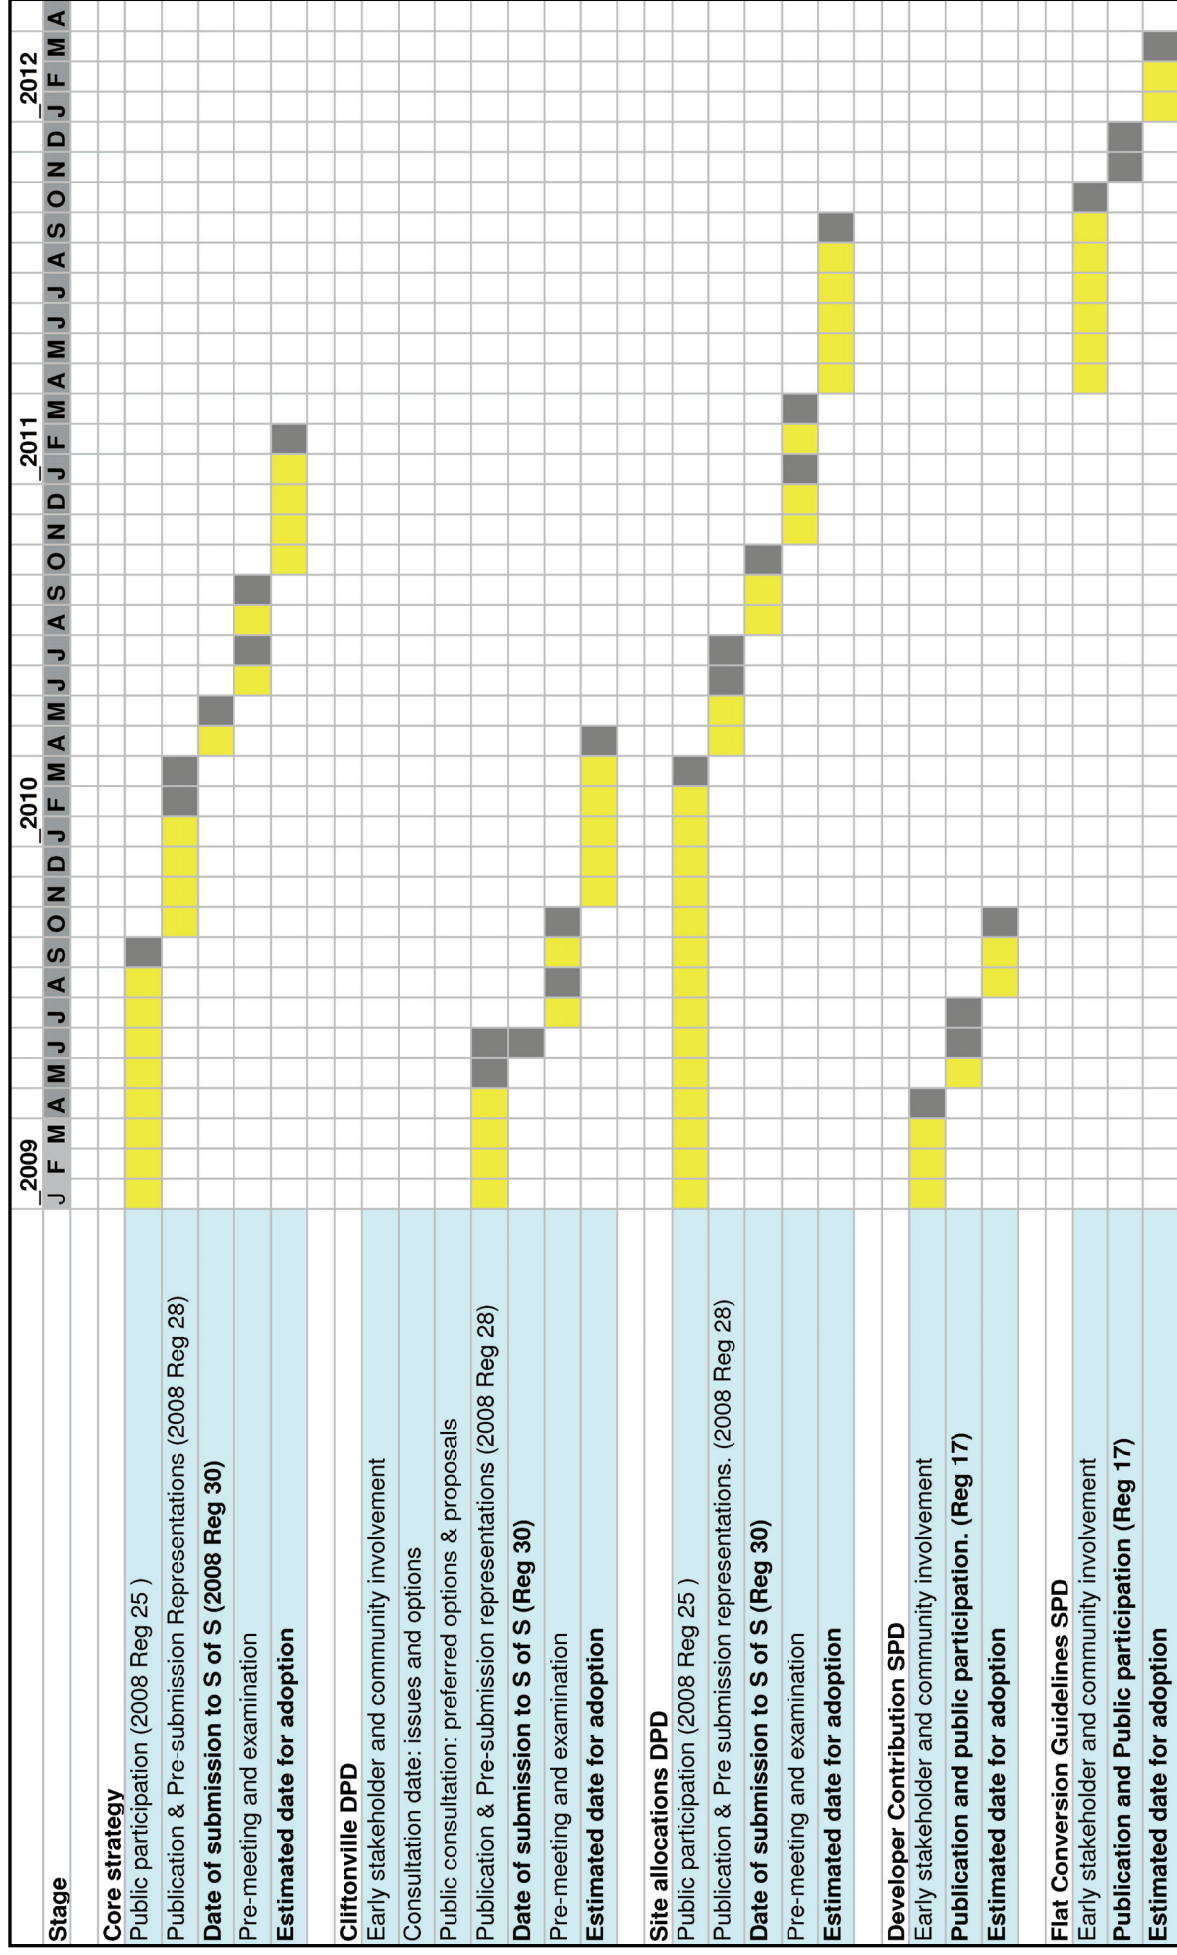 _2009 _2010 _2011 _2012
Stage J F M A M J J A S O N D J F M A M J J A S O N D J F M A M J J A S O N D J F M A
Core strategy
Public participation (2008 Reg 25 )
Publication & Pre-submission Representations (2008 Reg 28)
Date of submission to S of S (2008 Reg 30)
Pre-meeting and examination
Estimated date for adoption
Cliftonville DPD
Early stakeholder and community involvement
Consultation date: issues and options
Public consultation: preferred options & proposals
Publication & Pre-submission representations (2008 Reg 28)
Date of submission to S of S (Reg 30)
Pre-meeting and examination
Estimated date for adoption
Site allocations DPD
Public participation (2008 Reg 25 )
Publication & Pre submission representations. (2008 Reg 28)
Date of submission to S of S (Reg 30)
Pre-meeting and examination
Estimated date for adoption
Developer Contribution SPD
Early stakeholder and community involvement
Publication and public participation. (Reg 17)
Estimated date for adoption
Flat Conversion Guidelines SPD
Early stakeholder and community involvement
Publication and Public participation (Reg 17)
Estimated date for adoption